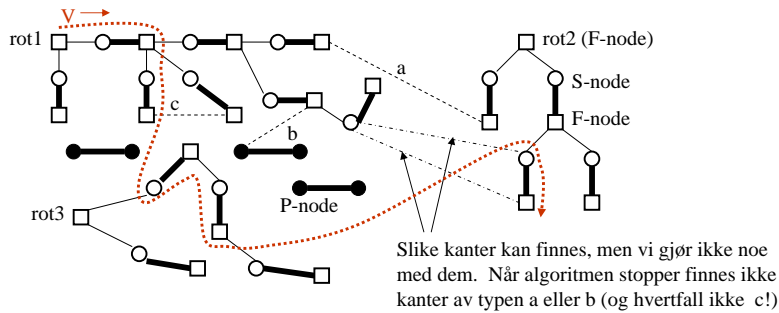 V
rot1
rot2 (F-node)
a
S-node
c
F-node
b
P-node
rot3
Slike kanter kan finnes, men vi gjør ikke noe
med dem. Når algoritmen stopper finnes ikke
kanter av typen a eller b (og hvertfall ikke c!)